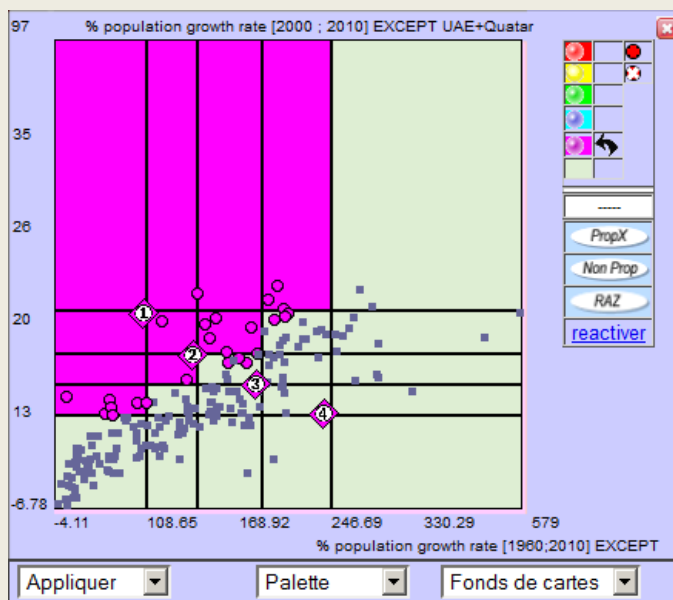 97
% population growth rate [2000 ; 2010] EXCEPT UAE+Quatar
35
26
20
13
-6.78
1
2
3
4
-4.11 108.65 168.92 246.69 330.29 579
% population growth rate [1960;2010] EXCEPT
-----
PropX
Non Prop
RAZ
reactiver
Appliquer
Palette
Fonds de cartes